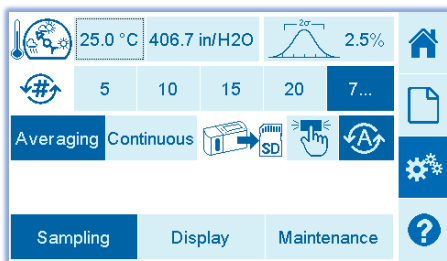 25.0 °C 406.7 in/H2O 2σ 2.5%
# 5 10 15 20 7...
Averaging Continuous SD A
Sampling Display Maintenance ?